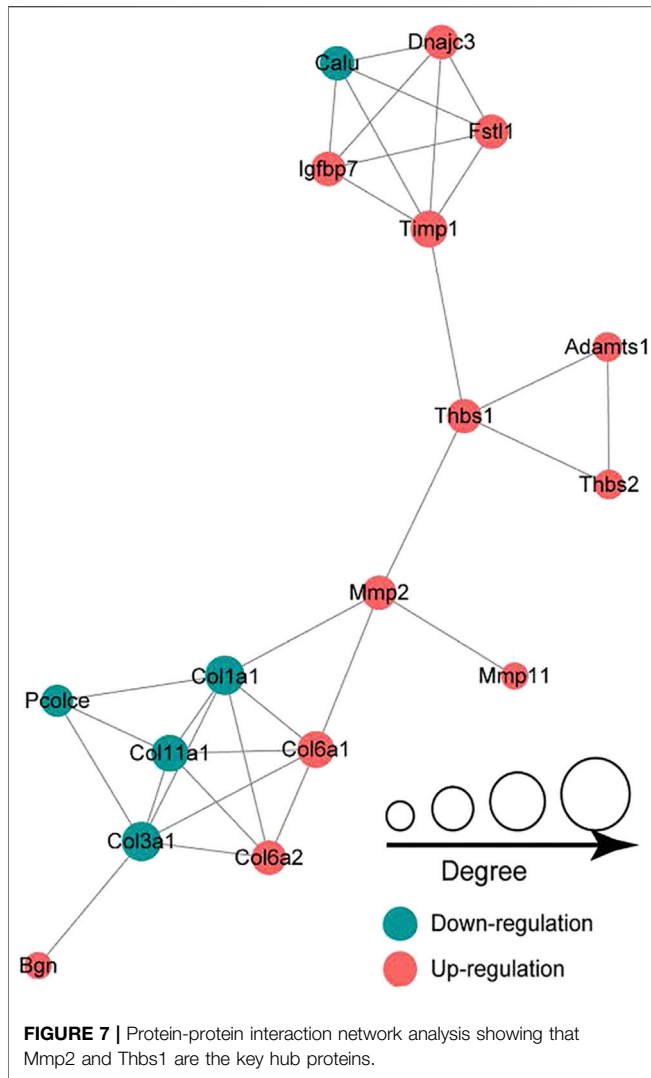 Dnajc3
Calu
Fstl1
Igfbp7
Timp1
Adamts1
Thbs1
Thbs2
Mmp2
Col1a1
Mmp11
Pcolce
Col11a1
Col6a1
Col3a1
Col6a2
Degree
Down-regulation
Bgn
Up-regulation
FIGURE 7 | Protein-protein interaction network analysis showing that
Mmp2 and Thbs1 are the key hub proteins.